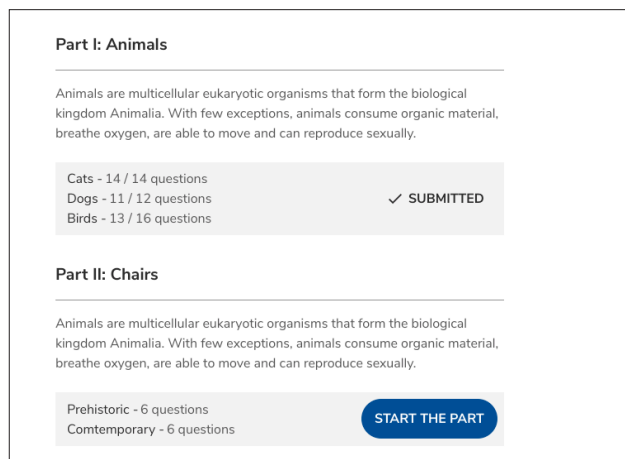 Part I: Animals
Animals are multicellular eukaryotic organisms that form the biological
kingdom Animalia. With few exceptions, animals consume organic material,
breathe oxygen, are able to move and can reproduce sexually.
Cats - 14 / 14 questions
Dogs - 11 / 12 questions
Birds - 13 / 16 questions
SUBMITTED
Part II: Chairs
Animals are multicellular eukaryotic organisms that form the biological
kingdom Animalia. With few exceptions, animals consume organic material,
breathe oxygen, are able to move and can reproduce sexually.
Prehistoric - 6 questions
Comtemporary - 6 questions
START THE PART